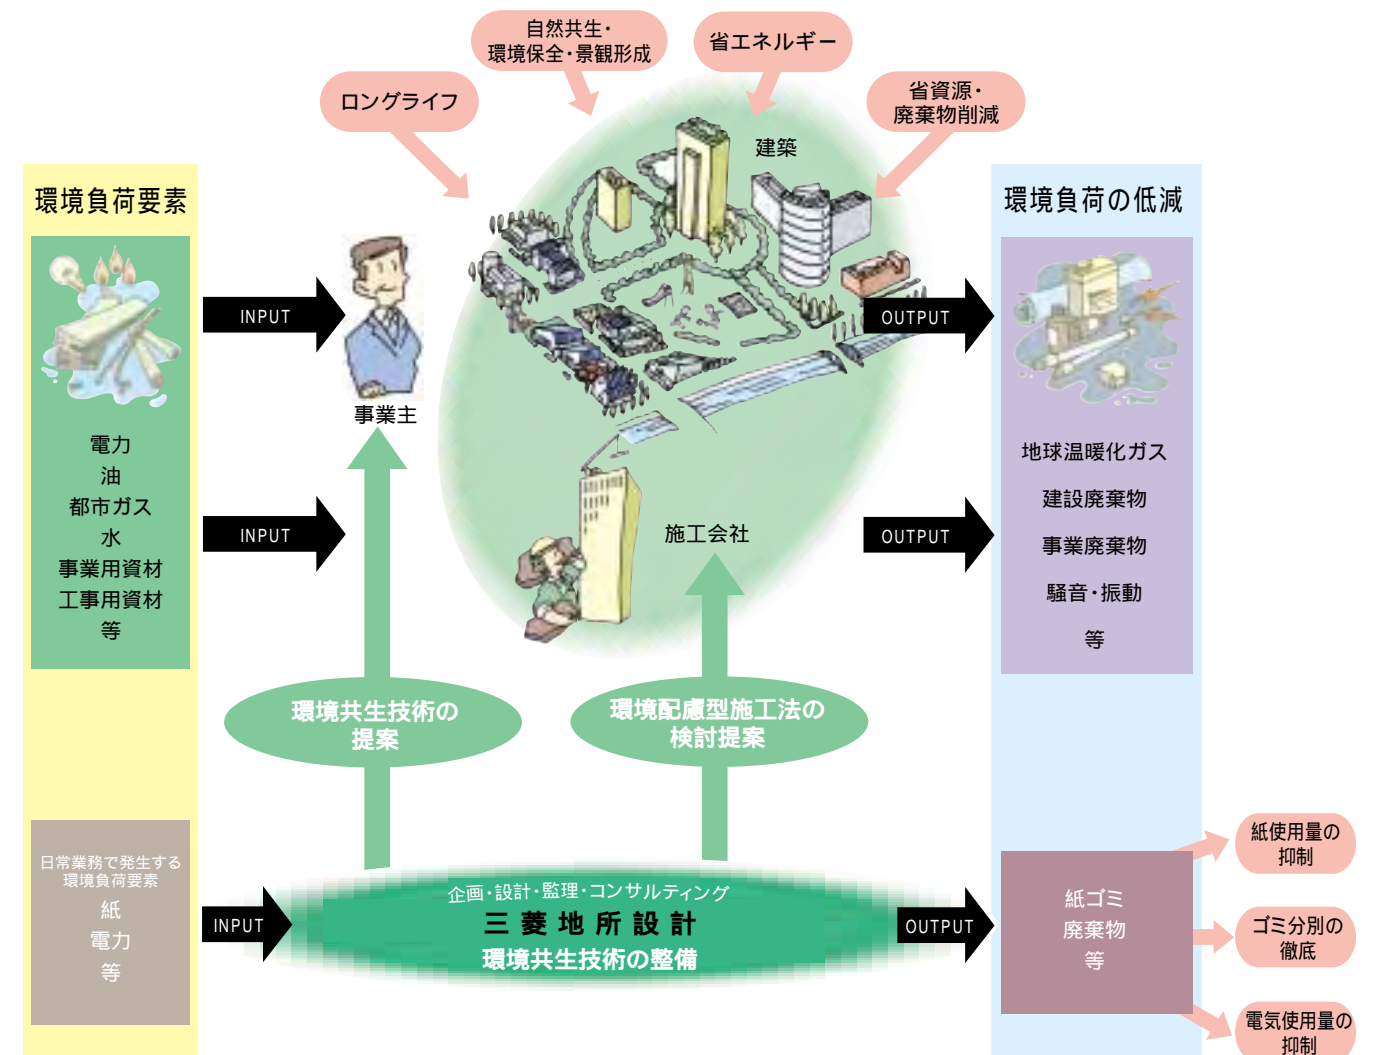 自然共生・
環境保全・景観形成
省エネルギー
ロングライフ
省資源・
廃棄物削減
建築
環境負荷要素
環境負荷の低減
INPUT
OUTPUT
事業主
電力
油
都市ガス
水
事業用資材
工事用資材
等
INPUT
施工会社
OUTPUT
地球温暖化ガス
建設廃棄物
事業廃棄物
騒音・振動
等
環境共生技術の
提案
環境配慮型施工法の
検討提案
日常業務で発生する
環境負荷要素
紙
電力
等
INPUT
企画・設計・監理・コンサルティング
三菱地所設計
環境共生技術の整備
OUTPUT
紙ゴミ
廃棄物
等
紙使用量の
抑制
ゴミ分別の
徹底
電気使用量の
抑制